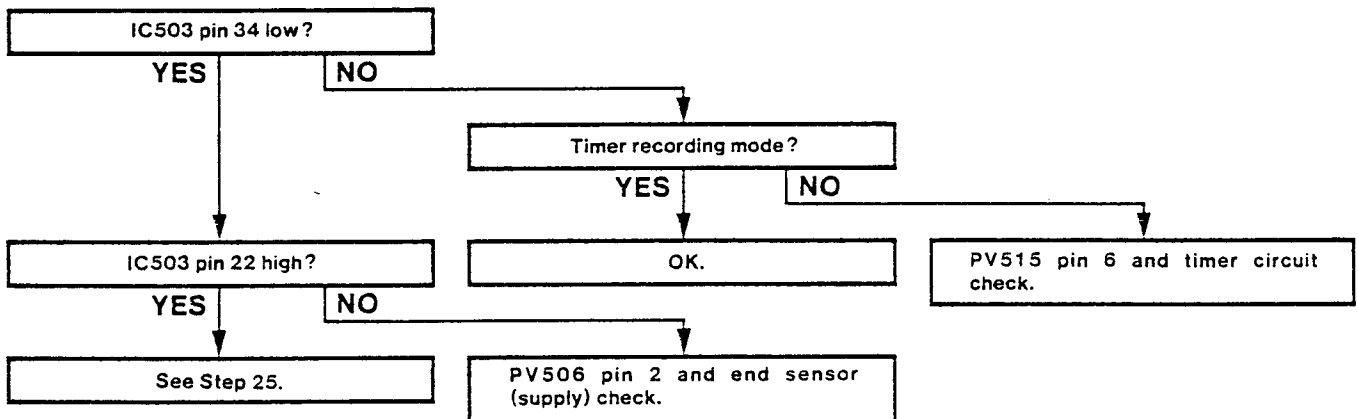 IC503 pin 34 low?
YES
NO
Timer recording mode?
YES
NO
IC503 pin 22 high?
OK.
PV515 pin 6 and timer circuit
check.
YES
NO
See Step 25.
PV506 pin 2 and end sensor
(supply) check.